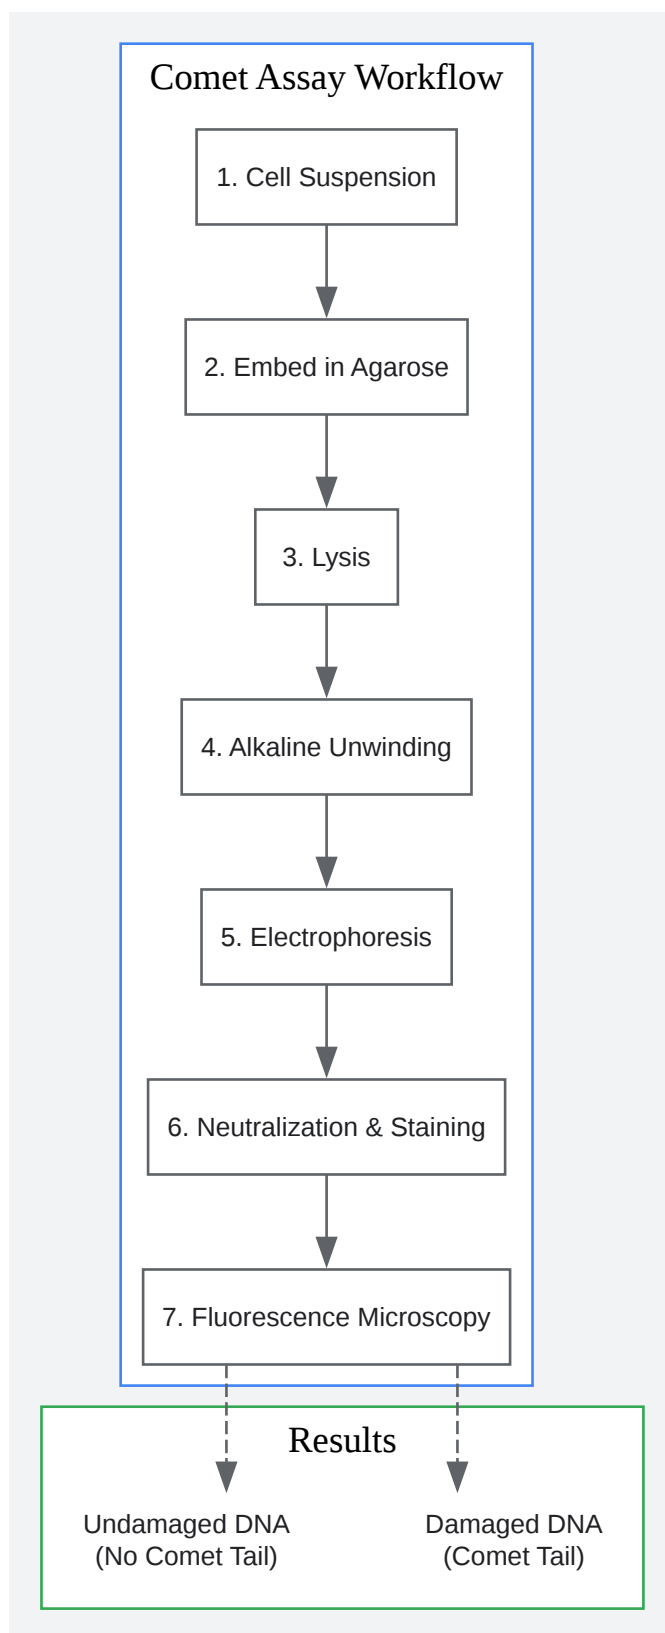 Comet Assay Workflow
1. Cell Suspension
2. Embed in Agarose
3. Lysis
4. Alkaline Unwinding
5. Electrophoresis
6. Neutralization & Staining
7. Fluorescence Microscopy
Results
Undamaged DNA
(No Comet Tail)
Damaged DNA
(Comet Tail)